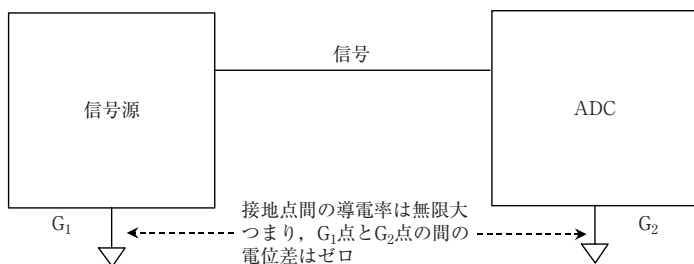 信号
信号源
ADC
G₁
接地点間の導電率は無限大
つまり，G₁点とG₂点の間の
電位差はゼロ
G₂